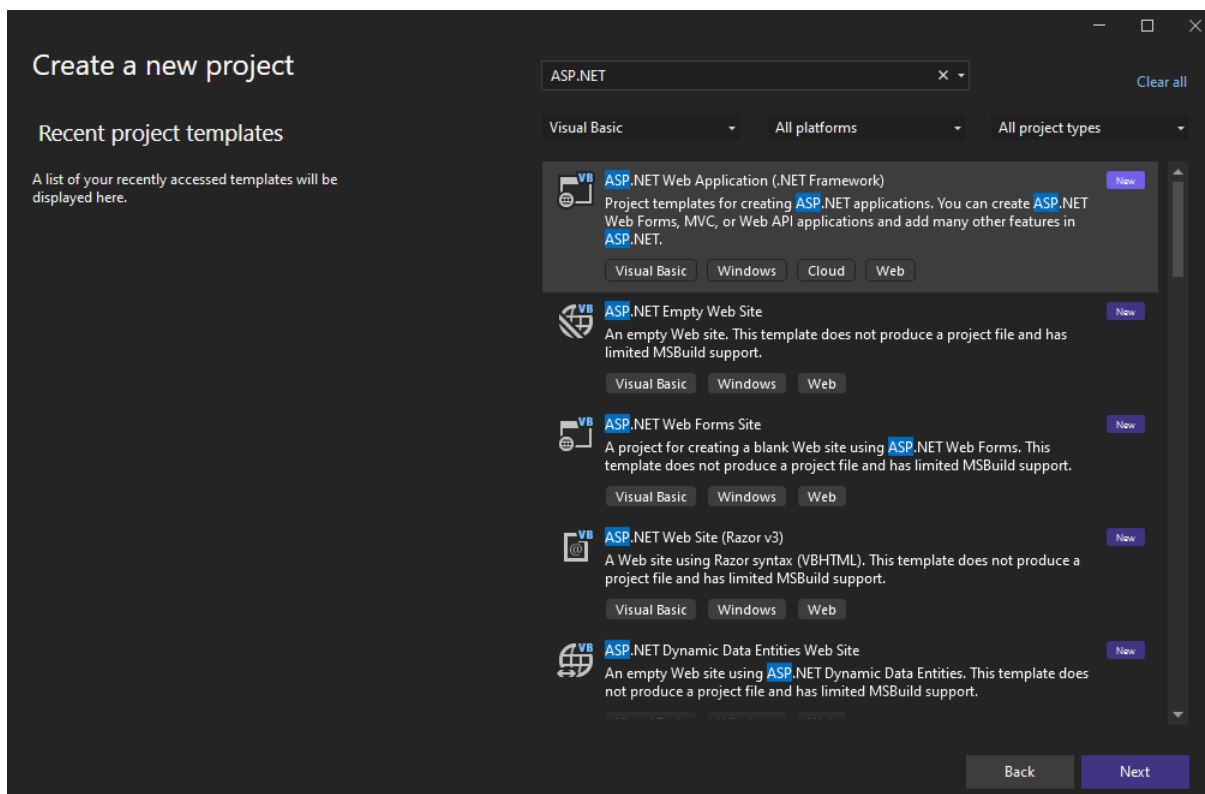 Create a new project
Recent project templates
A list of your recently accessed templates will be
displayed here.
ASP.NET
Clear all
Visual Basic
All platforms
All project types
VB
ASP.NET Web Application (.NET Framework)
New
Project templates for creating ASP.NET applications. You can create ASP.NET
Web Forms, MVC, or Web API applications and add many other features in
ASP.NET.
Visual Basic
Windows
Cloud
Web
VB
ASP.NET Empty Web Site
New
An empty Web site. This template does not produce a project file and has
limited MSBuild support.
Visual Basic
Windows
Web
VB
ASP.NET Web Forms Site
New
A project for creating a blank Web site using ASP.NET Web Forms. This
template does not produce a project file and has limited MSBuild support.
Visual Basic
Windows
Web
VB
@
ASP.NET Web Site (Razor v3)
New
A Web site using Razor syntax (VBHTML). This template does not produce a
project file and has limited MSBuild support.
Visual Basic
Windows
Web
VB
ASP.NET Dynamic Data Entities Web Site
New
An empty Web site using ASP.NET Dynamic Data Entities. This template does
not produce a project file and has limited MSBuild support.
Back
Next